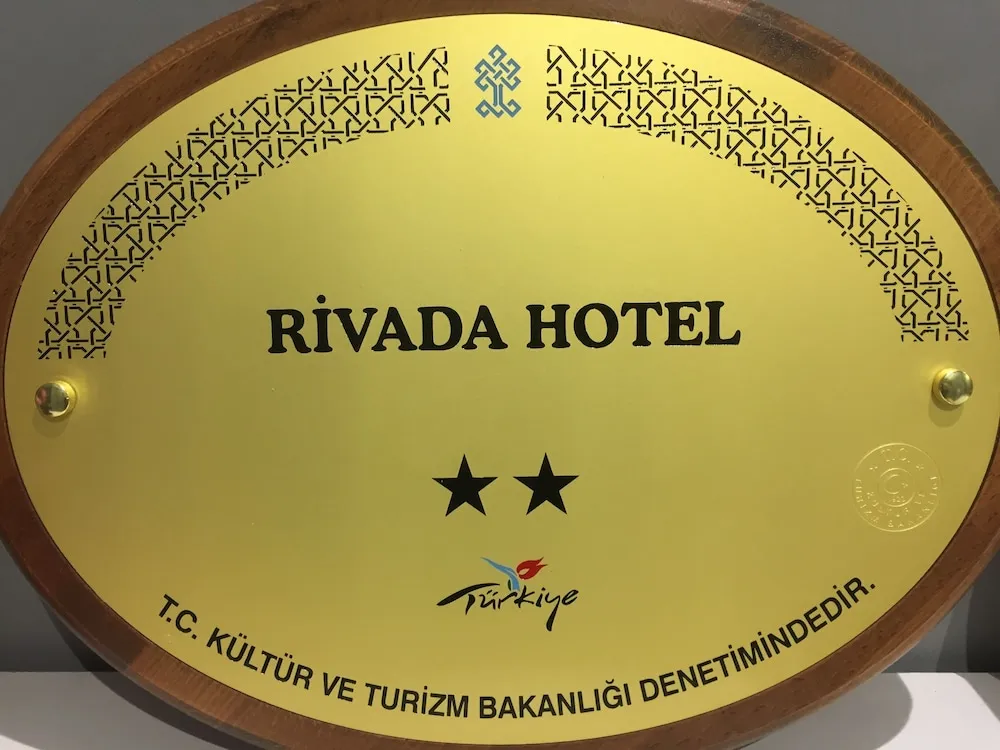 RİVADA HOTEL
Türkiye
T.C. KÜLTÜR VE TURİZM BAKANLIĞI DENETİMİNDEDİR.